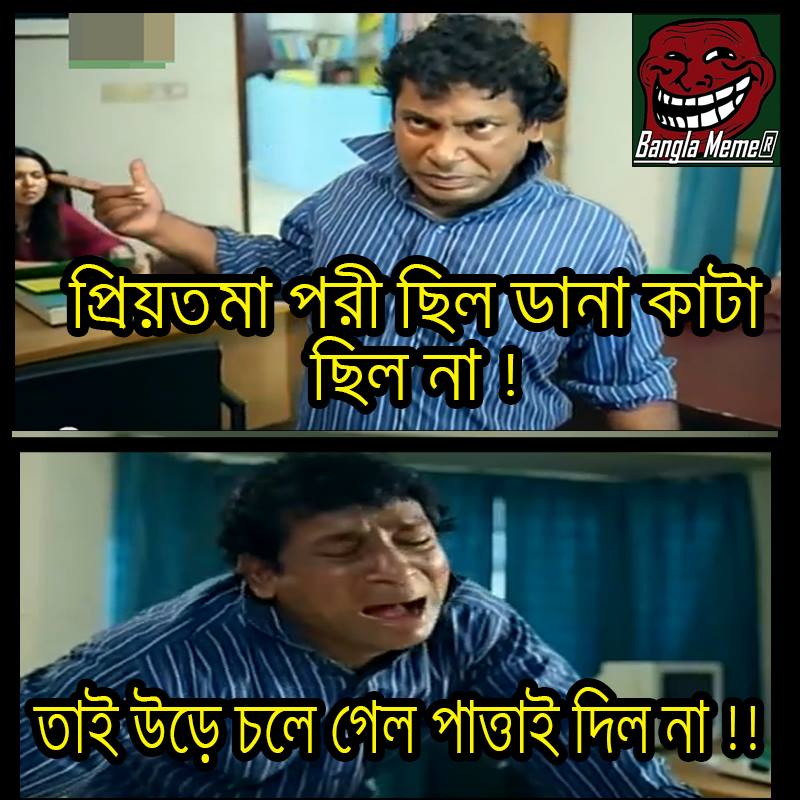 Bangla Meme®
প্রিয়তমা পরী ছিল ডানা কাটা
ছিল না !
তাই উড়ে চলে গেল পাত্তাই দিল না !!